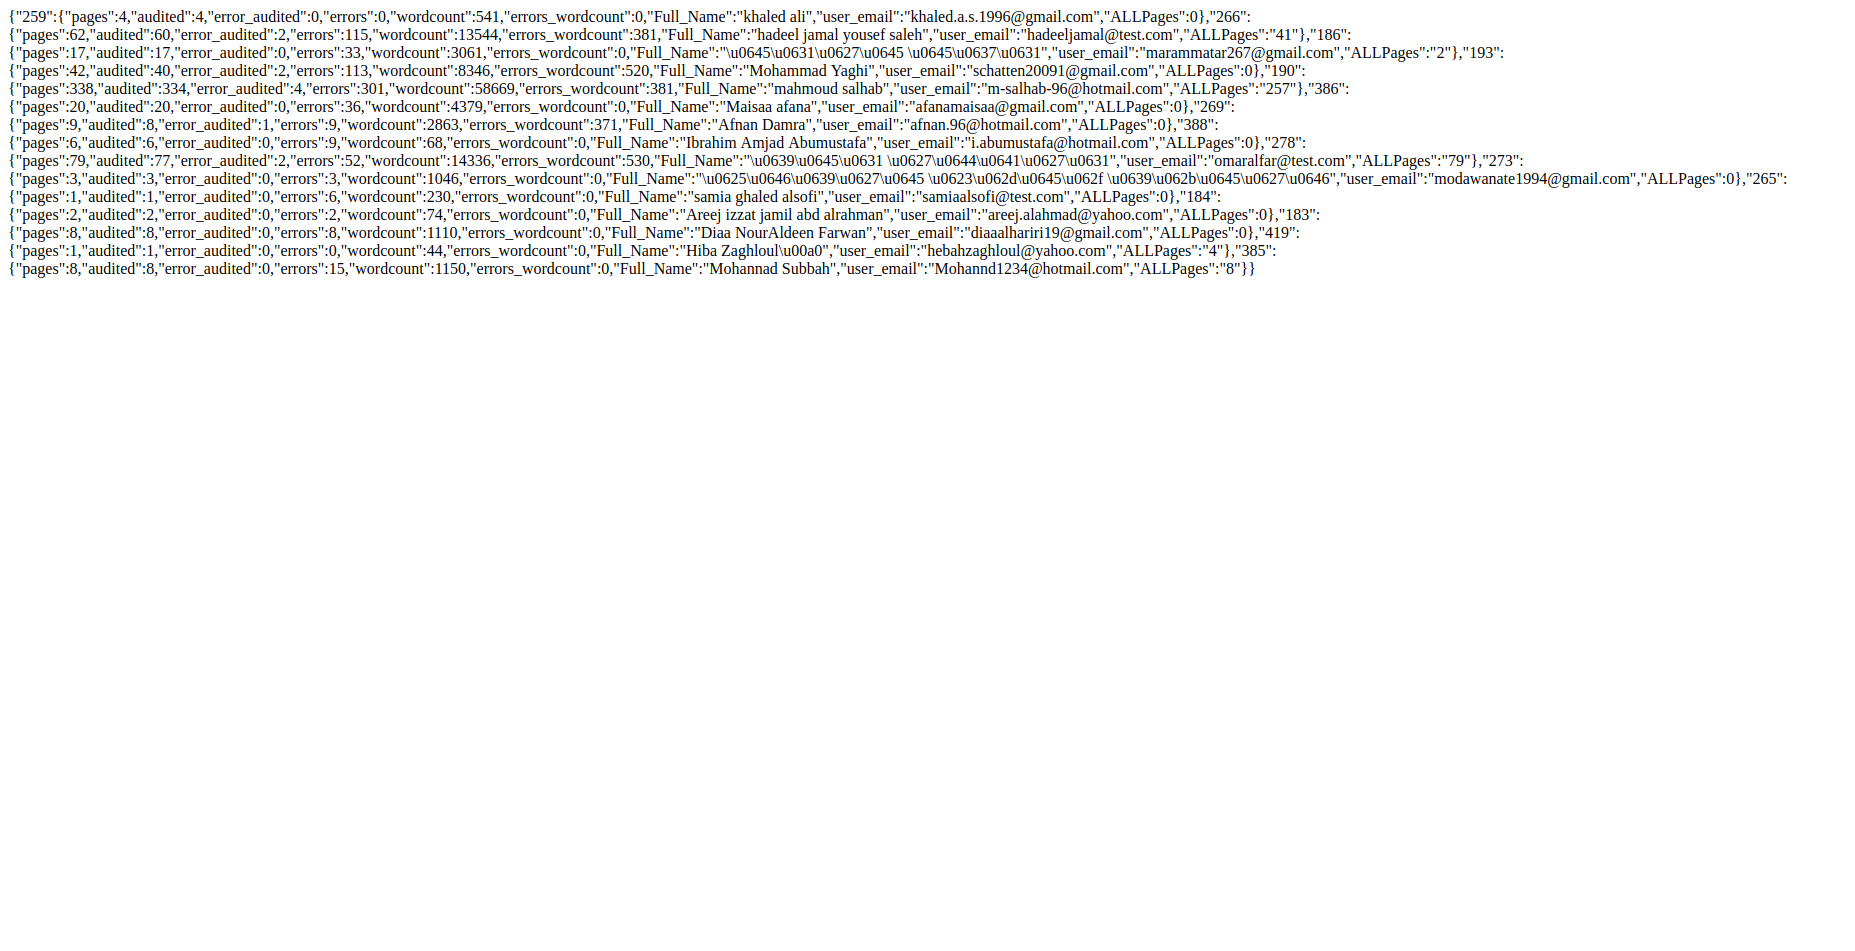 {"259":{"pages":4,"audited":4,"error_audited":0,"errors":0,"wordcount":541,"errors_wordcount":0,"Full_Name":"khaled ali","user_email":"khaled.a.s.1996@gmail.com","ALLPages":0},"266":
{"pages":62,"audited":60,"error_audited":2,"errors":115,"wordcount":13544,"errors_wordcount":381,"Full_Name":"hadeel jamal yousef saleh","user_email":"hadeeljamal@test.com","ALLPages":"41"},"186":
{"pages":17,"audited":17,"error_audited":0,"errors":33,"wordcount":3061,"errors_wordcount":0,"Full_Name":"\u0645\u0631\u0627\u0645 \u0645\u0637\u0631","user_email":"marammatar267@gmail.com","ALLPages":"2"},"193":
{"pages":42,"audited":40,"error_audited":2,"errors":113,"wordcount":8346,"errors_wordcount":520,"Full_Name":"Mohammad Yaghi","user_email":"schatten20091@gmail.com","ALLPages":0},"190":
{"pages":338,"audited":334,"error_audited":4,"errors":301,"wordcount":58669,"errors_wordcount":381,"Full_Name":"mahmoud salhab","user_email":"m-salhab-96@hotmail.com","ALLPages":"257"},"386":
{"pages":20,"audited":20,"error_audited":0,"errors":36,"wordcount":4379,"errors_wordcount":0,"Full_Name":"Maisaa afana","user_email":"afanamaisaa@gmail.com","ALLPages":0},"269":
{"pages":9,"audited":8,"error_audited":1,"errors":9,"wordcount":2863,"errors_wordcount":371,"Full_Name":"Afnan Damra","user_email":"afnan.96@hotmail.com","ALLPages":0},"388":
{"pages":6,"audited":6,"error_audited":0,"errors":9,"wordcount":68,"errors_wordcount":0,"Full_Name":"Ibrahim Amjad Abumustafa","user_email":"i.abumustafa@hotmail.com","ALLPages":0},"278":
{"pages":79,"audited":77,"error_audited":2,"errors":52,"wordcount":14336,"errors_wordcount":530,"Full_Name":"\u0639\u0645\u0631 \u0627\u0644\u0641\u0627\u0631","user_email":"omaralfar@test.com","ALLPages":"79"},"273":
{"pages":3,"audited":3,"error_audited":0,"errors":3,"wordcount":1046,"errors_wordcount":0,"Full_Name":"\u0625\u0646\u0639\u0627\u0645 \u0623\u062d\u0645\u062f \u0639\u062b\u0645\u0627\u0646","user_email":"modawanate1994@gmail.com","ALLPages":0},"265":
{"pages":1,"audited":1,"error_audited":0,"errors":6,"wordcount":230,"errors_wordcount":0,"Full_Name":"samia ghaled alsofi","user_email":"samiaalsofi@test.com","ALLPages":0},"184":
{"pages":2,"audited":2,"error_audited":0,"errors":2,"wordcount":74,"errors_wordcount":0,"Full_Name":"Areej izzat jamil abd alrahman","user_email":"areej.alahmad@yahoo.com","ALLPages":0},"183":
{"pages":8,"audited":8,"error_audited":0,"errors":8,"wordcount":1110,"errors_wordcount":0,"Full_Name":"Diaa NourAldeen Farwan","user_email":"diaaalhariri19@gmail.com","ALLPages":0},"419":
{"pages":1,"audited":1,"error_audited":0,"errors":0,"wordcount":44,"errors_wordcount":0,"Full_Name":"Hiba Zaghloul\u00a0","user_email":"hebahzaghloul@yahoo.com","ALLPages":"4"},"385":
{"pages":8,"audited":8,"error_audited":0,"errors":15,"wordcount":1150,"errors_wordcount":0,"Full_Name":"Mohannad Subbah","user_email":"Mohannd1234@hotmail.com","ALLPages":"8"}}